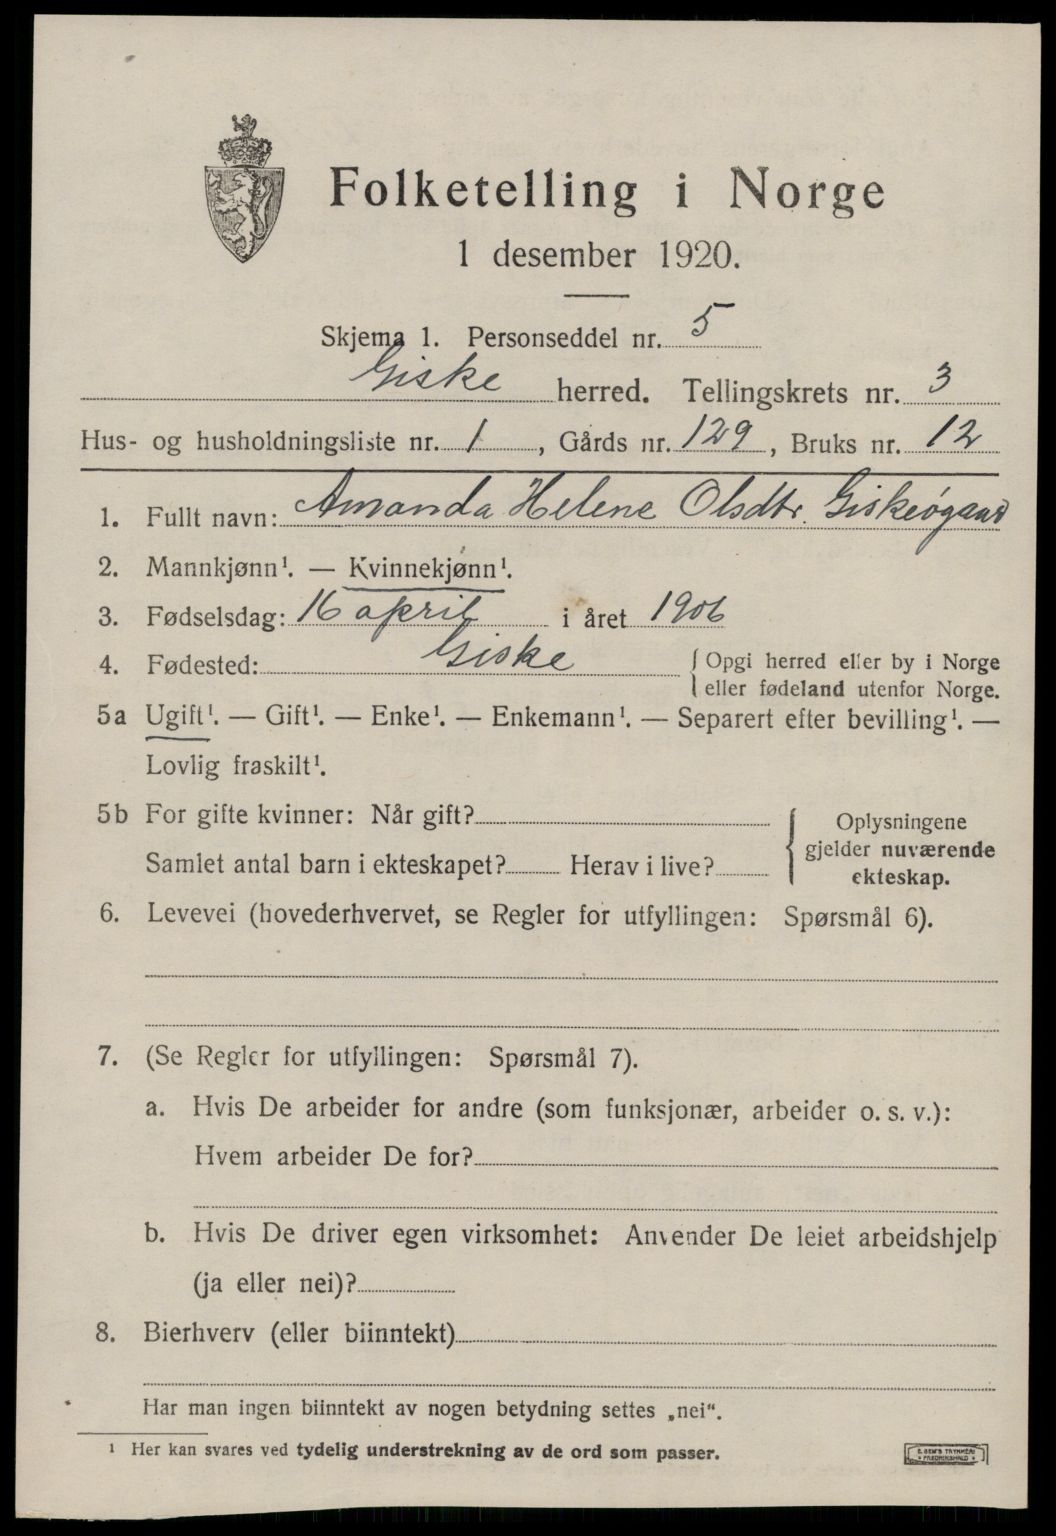 Folketelling i Norge
1 desember 1920.
Skjema 1. Personseddel nr. 5
Giske herred. Tellingskrets nr. 3
Hus- og husholdningsliste nr. 1, Gårds nr. 129, Bruks nr. 12
1. Fullt navn: Amanda Helene Olsdtr. Giskeøgaard
2. Mannkjønn¹. — Kvinnekjønn¹.
3. Fødselsdag: 16 april i året 1906
4. Fødested: Giske { Opgi herred eller by i Norge
eller fødeland utenfor Norge.
5a Ugift¹. — Gift¹. — Enke¹. — Enkemann¹. — Separert efter bevilling¹. —
Lovlig fraskilt¹.
5b For gifte kvinner: Når gift?
Samlet antal barn i ekteskapet? Herav i live?
{ Oplysningene
gjelder nuværende
ekteskap.
6. Levevei (hovederhvervet, se Regler for utfyllingen: Spørsmål 6).
7. (Se Regler for utfyllingen: Spørsmål 7).
a. Hvis De arbeider for andre (som funksjonær, arbeider o. s. v.):
Hvem arbeider De for?
b. Hvis De driver egen virksomhet: Anvender De leiet arbeidshjelp
(ja eller nei)?
8. Bierhverv (eller biinntekt)
Har man ingen biinntekt av nogen betydning settes „nei".
¹ Her kan svares ved tydelig understrekning av de ord som passer.
E. SEM'S TRYKKERI
FREDRIKSHALD